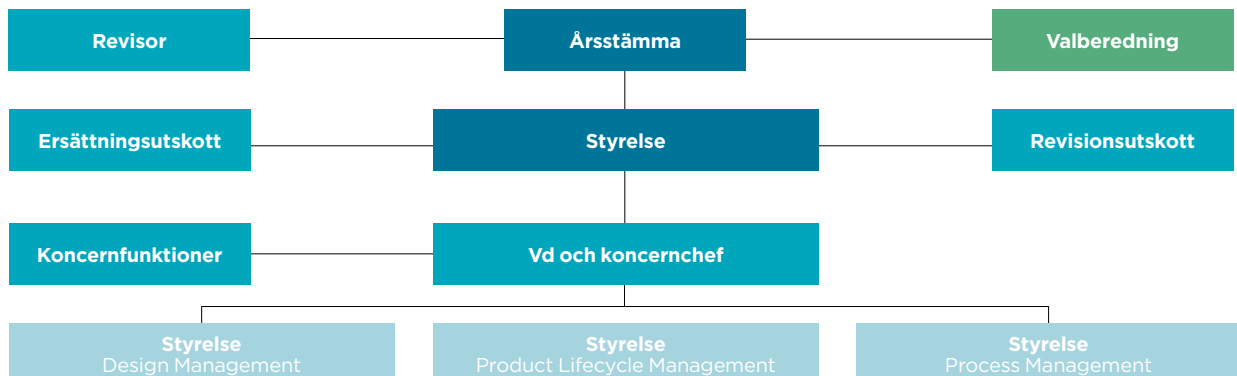 Revisor
Årsstämma
Valberedning
Ersättningsutskott
Styrelse
Revisionsutskott
Koncernfunktioner
Vd och koncernchef
Styrelse
Design Management
Styrelse
Product Lifecycle Management
Styrelse
Process Management